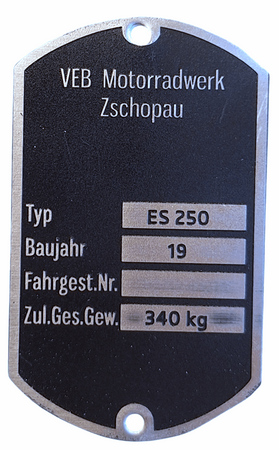 VEB Motorradwerk
Zschopau
Typ ES 250
Baujahr 19
Fahrgest.Nr.
Zul.Ges.Gew. 340 kg